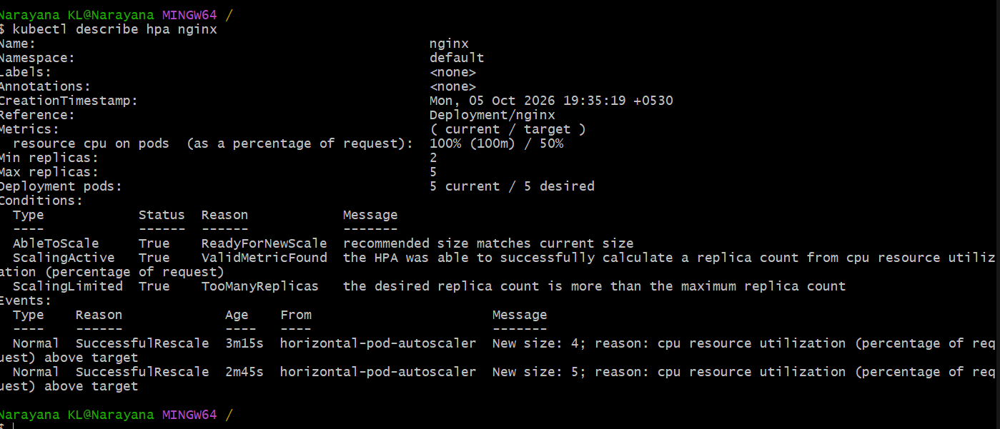 Narayana KL@Narayana MINGW64 /
$ kubectl describe hpa nginx
Name:                                                  nginx
Namespace:                                             default
Labels:                                                <none>
Annotations:                                           <none>
CreationTimestamp:                                     Mon, 05 Oct 2026 19:35:19 +0530
Reference:                                             Deployment/nginx
Metrics:                                               ( current / target )
  resource cpu on pods  (as a percentage of request):  100% (100m) / 50%
Min replicas:                                          2
Max replicas:                                          5
Deployment pods:                                       5 current / 5 desired
Conditions:
  Type            Status  Reason            Message
  ----            ------  ------            -------
  AbleToScale     True    ReadyForNewScale  recommended size matches current size
  ScalingActive   True    ValidMetricFound  the HPA was able to successfully calculate a replica count from cpu resource utiliz
ation (percentage of request)
  ScalingLimited  True    TooManyReplicas   the desired replica count is more than the maximum replica count
Events:
  Type    Reason             Age    From                       Message
  ----    ------             ----   ----                       -------
  Normal  SuccessfulRescale  3m15s  horizontal-pod-autoscaler  New size: 4; reason: cpu resource utilization (percentage of req
uest) above target
  Normal  SuccessfulRescale  2m45s  horizontal-pod-autoscaler  New size: 5; reason: cpu resource utilization (percentage of req
uest) above target
Narayana KL@Narayana MINGW64 /
$